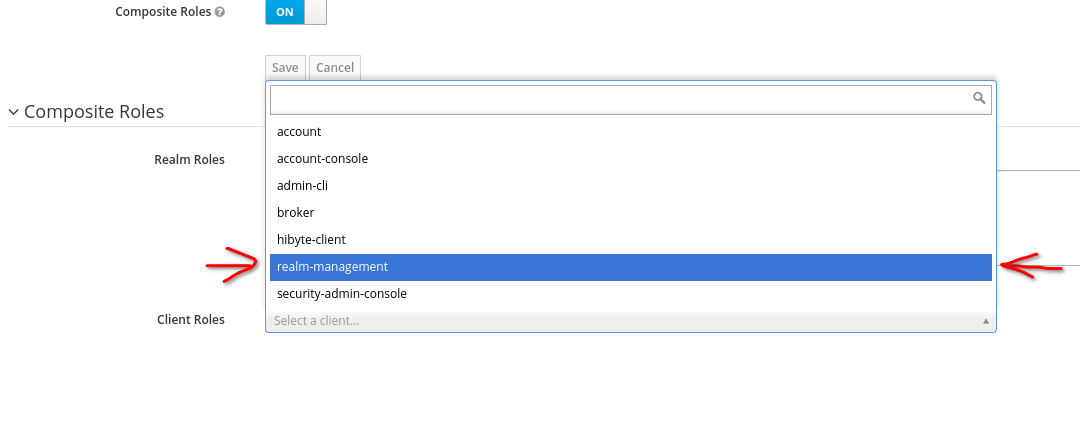 Composite Roles
ON
Save Cancel
Composite Roles
account
Realm Roles
account-console
admin-cli
broker
hibyte-client
realm-management
security-admin-console
Client Roles
Select a client...